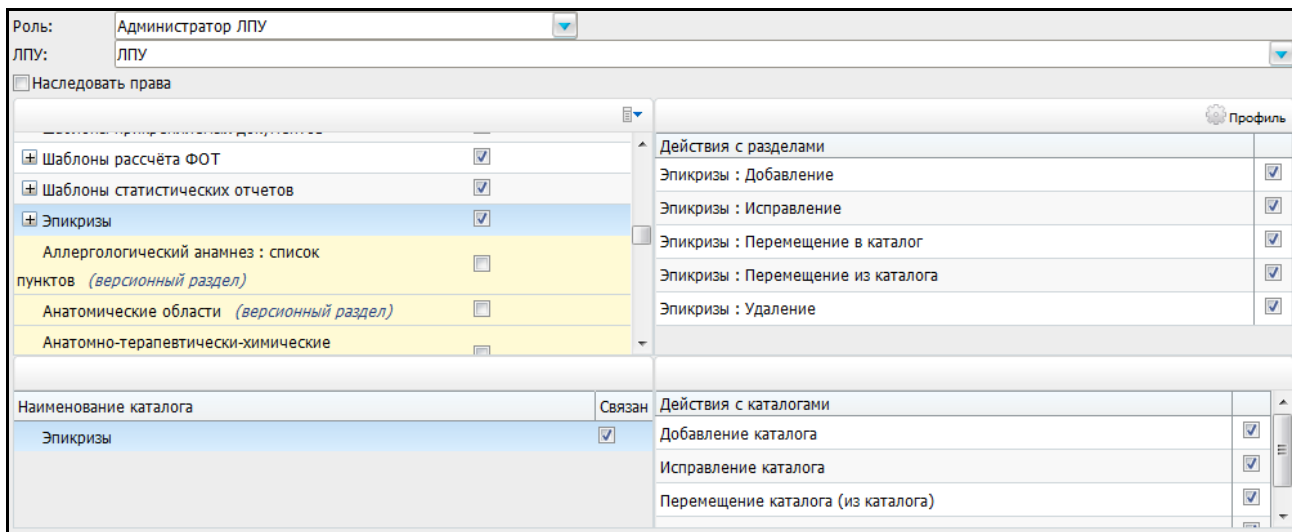 Роль: Администратор ЛПУ
ЛПУ: ЛПУ
Наследовать права
Профиль
Шаблоны рассчёта ФОТ
Шаблоны статистических отчетов
Эпикризы
Аллергологический анамнез : список
пунктов (версионный раздел)
Анатомические области (версионный раздел)
Анатомно-терапевтически-химические
Действия с разделами
Эпикризы : Добавление
Эпикризы : Исправление
Эпикризы : Перемещение в каталог
Эпикризы : Перемещение из каталога
Эпикризы : Удаление
Наименование каталога Связан
Эпикризы
Действия с каталогами
Добавление каталога
Исправление каталога
Перемещение каталога (из каталога)